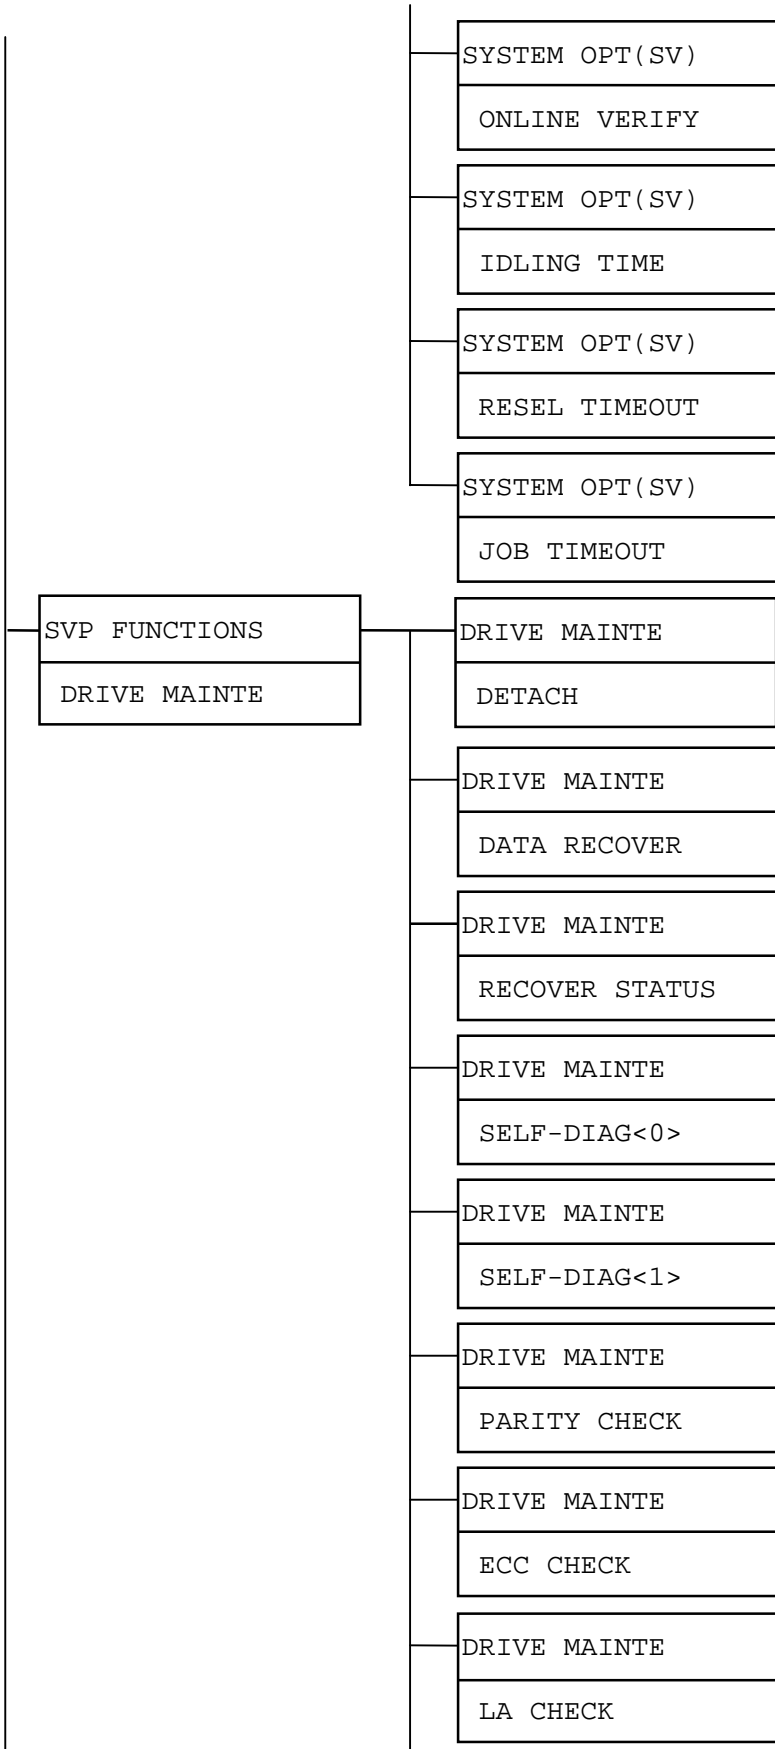 SYSTEM OPT(SV)
ONLINE VERIFY
SYSTEM OPT(SV)
IDLING TIME
SYSTEM OPT(SV)
RESEL TIMEOUT
SYSTEM OPT(SV)
JOB TIMEOUT
SVP FUNCTIONS
DRIVE MAINTE
DRIVE MAINTE
DETACH
DRIVE MAINTE
DATA RECOVER
DRIVE MAINTE
RECOVER STATUS
DRIVE MAINTE
SELF-DIAG<0>
DRIVE MAINTE
SELF-DIAG<1>
DRIVE MAINTE
PARITY CHECK
DRIVE MAINTE
ECC CHECK
DRIVE MAINTE
LA CHECK